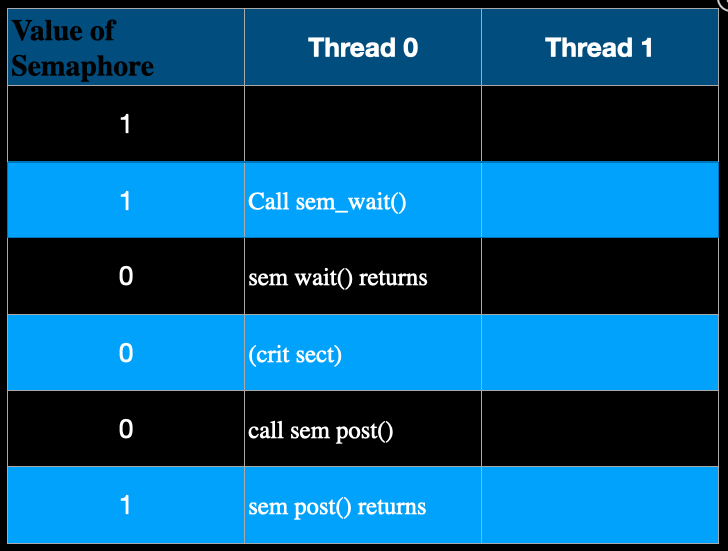 Value of
Semaphore
Thread 0
Thread 1
1
1
Call sem_wait()
0
sem wait() returns
0
(crit sect)
0
call sem post()
1
sem post() returns